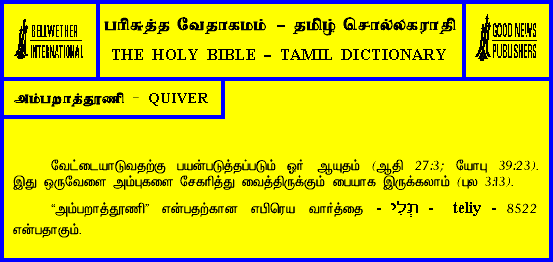 BELLWETHER
INTERNATIONAL
பரிசுத்த வேதாகமம் – தமிழ் சொல்லகராதி
THE HOLY BIBLE – TAMIL DICTIONARY
GOOD NEWS
PUBLISHERS
அம்பறாத்தூணி – QUIVER
வேட்டையாடுவதற்கு பயன்படுத்தப்படும் ஓர் ஆயுதம் (ஆதி 27:3; யோபு 39:23).
இது ஒருவேளை அம்புகளை சேகரித்து வைத்திருக்கும் பையாக இருக்கலாம் (புல 3:13).
“அம்பறாத்தூணி” என்பதற்கான எபிரெய வார்த்தை - תְּלִי - teliy - 8522
என்பதாகும்.